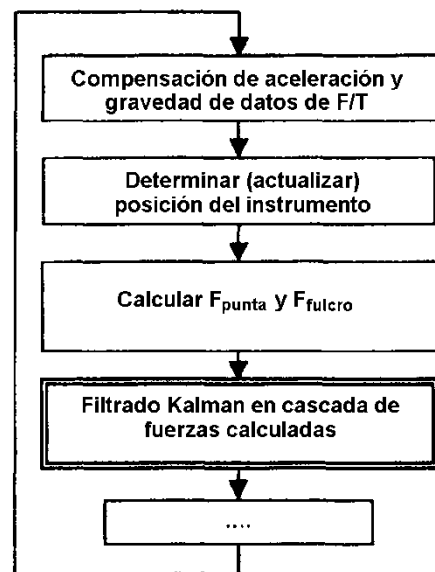 Compensación de aceleración y
gravedad de datos de F/T
Determinar (actualizar)
posición del instrumento
Calcular Fpunta y Ffulcro
Filtrado Kalman en cascada de
fuerzas calculadas
....